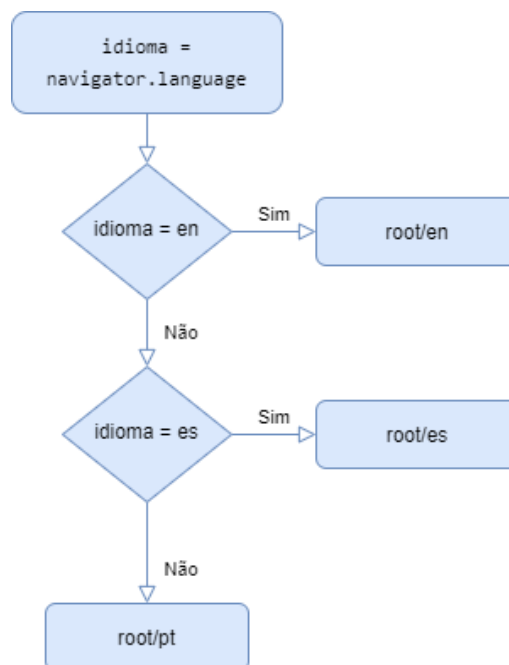 idioma =
navigator.language
idioma = en
Sim
root/en
Não
idioma = es
Sim
root/es
Não
root/pt